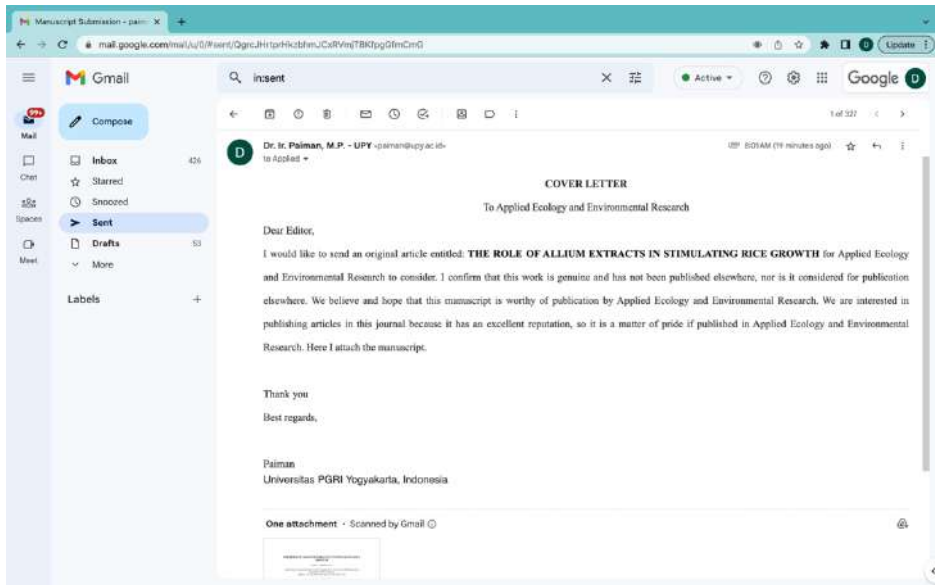 Manuscript Submission - paim
Update
mail.google.com/mail/u/0/#sent/
Gmail
in:sent
Active
Google
D
99+
Mail
Compose
1 of 327
Chat
Inbox 426
Starred
Spaces
Snoozed
Sent
Meet
Drafts 53
More
Labels
D
Dr. Ir. Paiman, M.P. - UPY <paiman@upy.ac.id>
to Applied
8:01AM (19 minutes ago)
COVER LETTER
To Applied Ecology and Environmental Research
Dear Editor,
I would like to send an original article entitled: THE ROLE OF ALLIUM EXTRACTS IN STIMULATING RICE GROWTH for Applied Ecology
and Environmental Research to consider. I confirm that this work is genuine and has not been published elsewhere, nor is it considered for publication
elsewhere. We believe and hope that this manuscript is worthy of publication by Applied Ecology and Environmental Research. We are interested in
publishing articles in this journal because it has an excellent reputation, so it is a matter of pride if published in Applied Ecology and Environmental
Research. Here I attach the manuscript.
Thank you
Best regards,
Paiman
Universitas PGRI Yogyakarta, Indonesia
One attachment • Scanned by Gmail